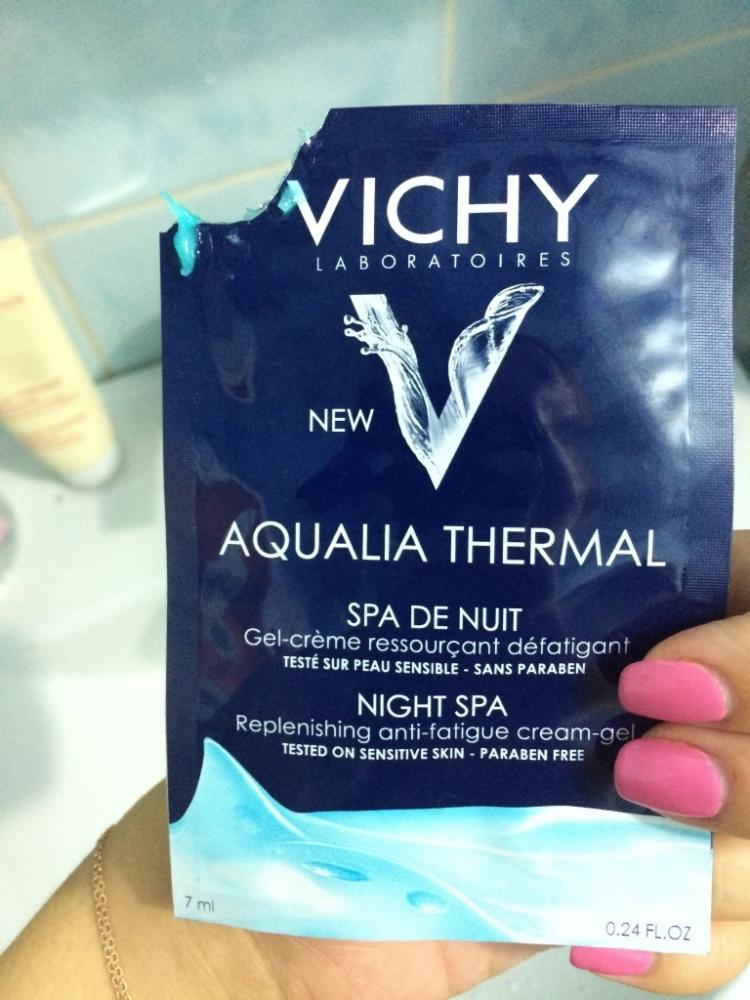 VICHY
LABORATOIRES
NEW
AQUALIA THERMAL
SPA DE NUIT
Gel-crème ressourçant défatigant
TESTÉ SUR PEAU SENSIBLE - SANS PARABEN
NIGHT SPA
Replenishing anti-fatigue cream-gel
TESTED ON SENSITIVE SKIN - PARABEN FREE
7 ml
0.24 FL.OZ